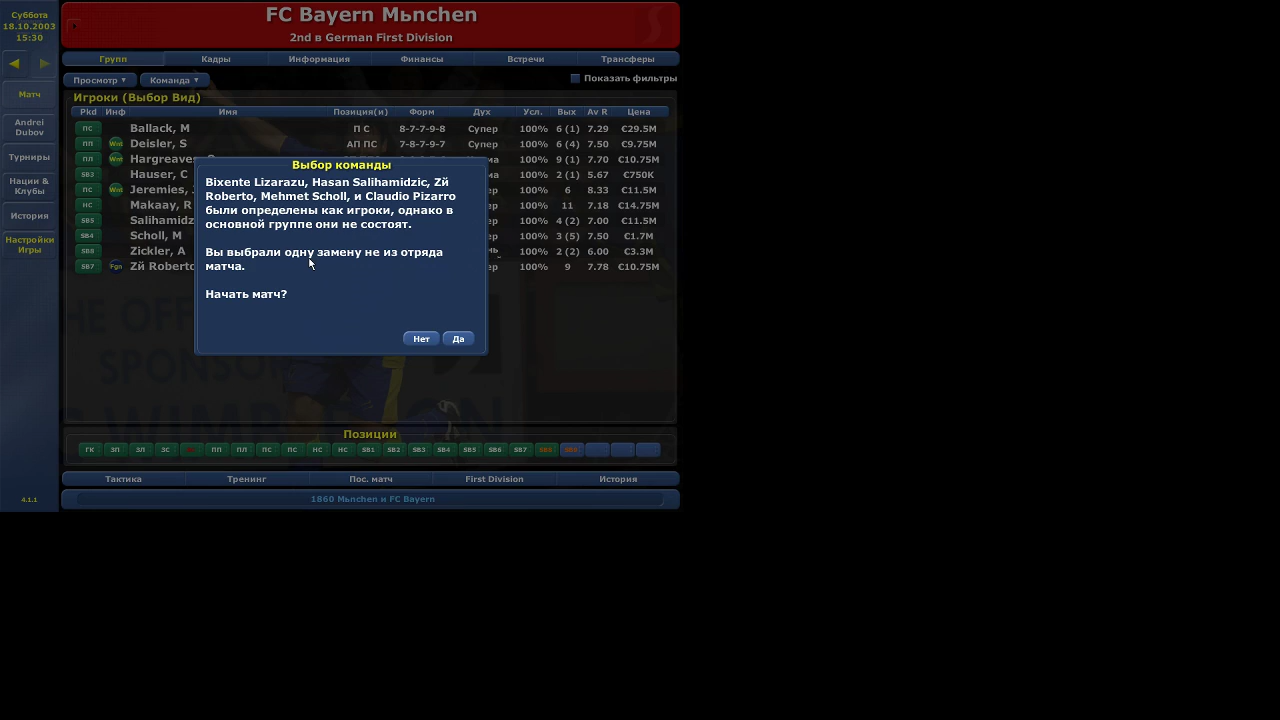 Суббота
18.10.2003
15:30
FC Bayern Mьnchen
2nd в German First Division
Групп Кадры Информация Финансы Встречи Трансферы
Просмотр Команда Показать фильтры
Матч
Andrei Dubov
Турниры
Нации & Клубы
История
Настройки Игры
4.1.1
Игроки (Выбор Вид)
Pkd Инф Имя Позиция(и) Форм Дух Усл. Вых Av R Цена
ПС Ballack, M П С 8-7-7-9-8 Супер 100% 6 (1) 7.29 €29.5M
ПП Wnt Deisler, S АП ПС 7-8-7-9-7 Супер 100% 6 (4) 7.50 €9.75M
ПЛ Wnt Hargreave 100% 9 (1) 7.70 €10.75M
SB3 Hauser, C 100% 2 (1) 5.67 €750K
ПС Wnt Jeremies, 100% 6 8.33 €11.5M
НС Makaay, R 100% 11 7.18 €14.75M
SB5 Salihamidz 100% 4 (2) 7.00 €11.5M
SB4 Scholl, M 100% 3 (5) 7.50 €1.7M
SB8 Zickler, A 100% 2 (2) 6.00 €3.3M
SB7 Fgn Zй Roberto 100% 9 7.78 €10.75M
Выбор команды
Bixente Lizarazu, Hasan Salihamidzic, Zй
Roberto, Mehmet Scholl, и Claudio Pizarro
были определены как игроки, однако в
основной группе они не состоят.
Вы выбрали одну замену не из отряда
матча.
Начать матч?
Нет Да
Позиции
ГК ЗП ЗЛ ЗС ПП ПЛ ПС ПС НС НС SB1 SB2 SB3 SB4 SB5 SB6 SB7
Тактика Тренинг Пос. матч First Division История
1860 Mьnchen и FC Bayern